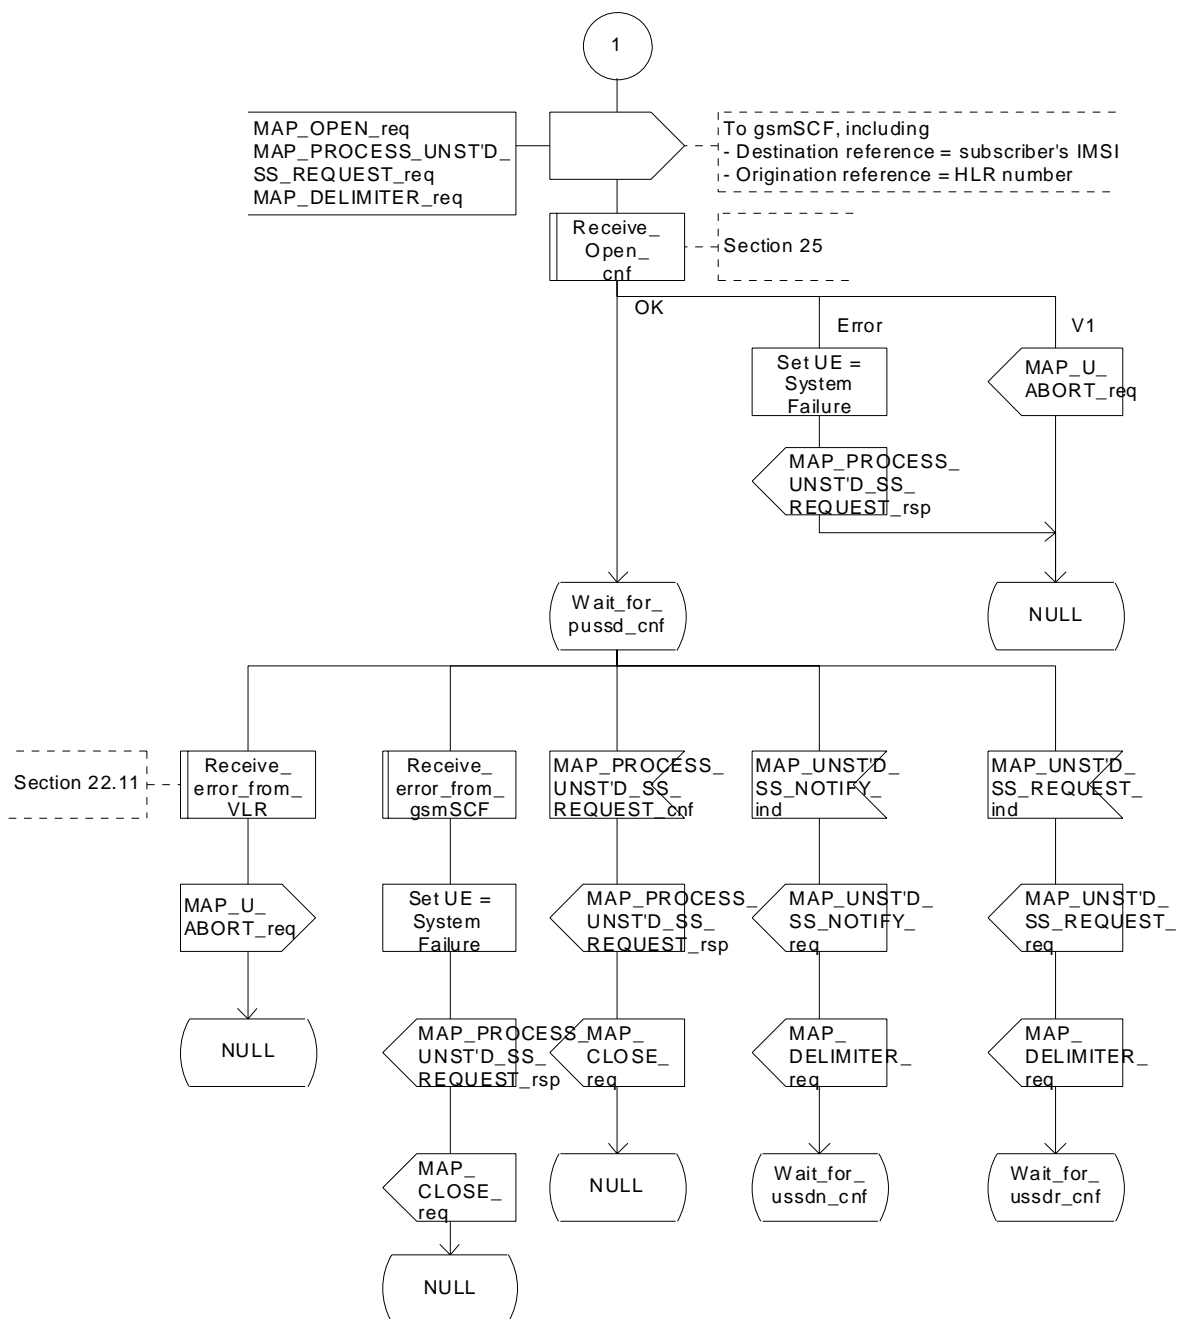 1
MAP_OPEN_req
MAP_PROCESS_UNST'D_
SS_REQUEST_req
MAP_DELIMITER_req
To gsmSCF, including
- Destination reference = subscriber's IMSI
- Origination reference = HLR number
Receive_
Open_
cnf
Section 25
OK
Error
V1
Set UE =
System
Failure
MAP_U_
ABORT_req
MAP_PROCESS_
UNST'D_SS_
REQUEST_rsp
Wait_for_
pussd_cnf
NULL
Section 22.11
Receive_
error_from_
VLR
Receive_
error_from_
gsmSCF
MAP_PROCESS_
UNST'D_SS_
REQUEST_cnf
MAP_UNST'D_
SS_NOTIFY_
ind
MAP_UNST'D_
SS_REQUEST_
ind
MAP_U_
ABORT_req
Set UE =
System
Failure
MAP_PROCESS_
UNST'D_SS_
REQUEST_rsp
MAP_UNST'D_
SS_NOTIFY_
req
MAP_UNST'D_
SS_REQUEST_
req
NULL
MAP_PROCESS_
UNST'D_SS_
REQUEST_rsp
MAP_
CLOSE_
req
MAP_
DELIMITER_
req
MAP_
DELIMITER_
req
MAP_
CLOSE_
req
NULL
Wait_for_
ussdn_cnf
Wait_for_
ussdr_cnf
NULL